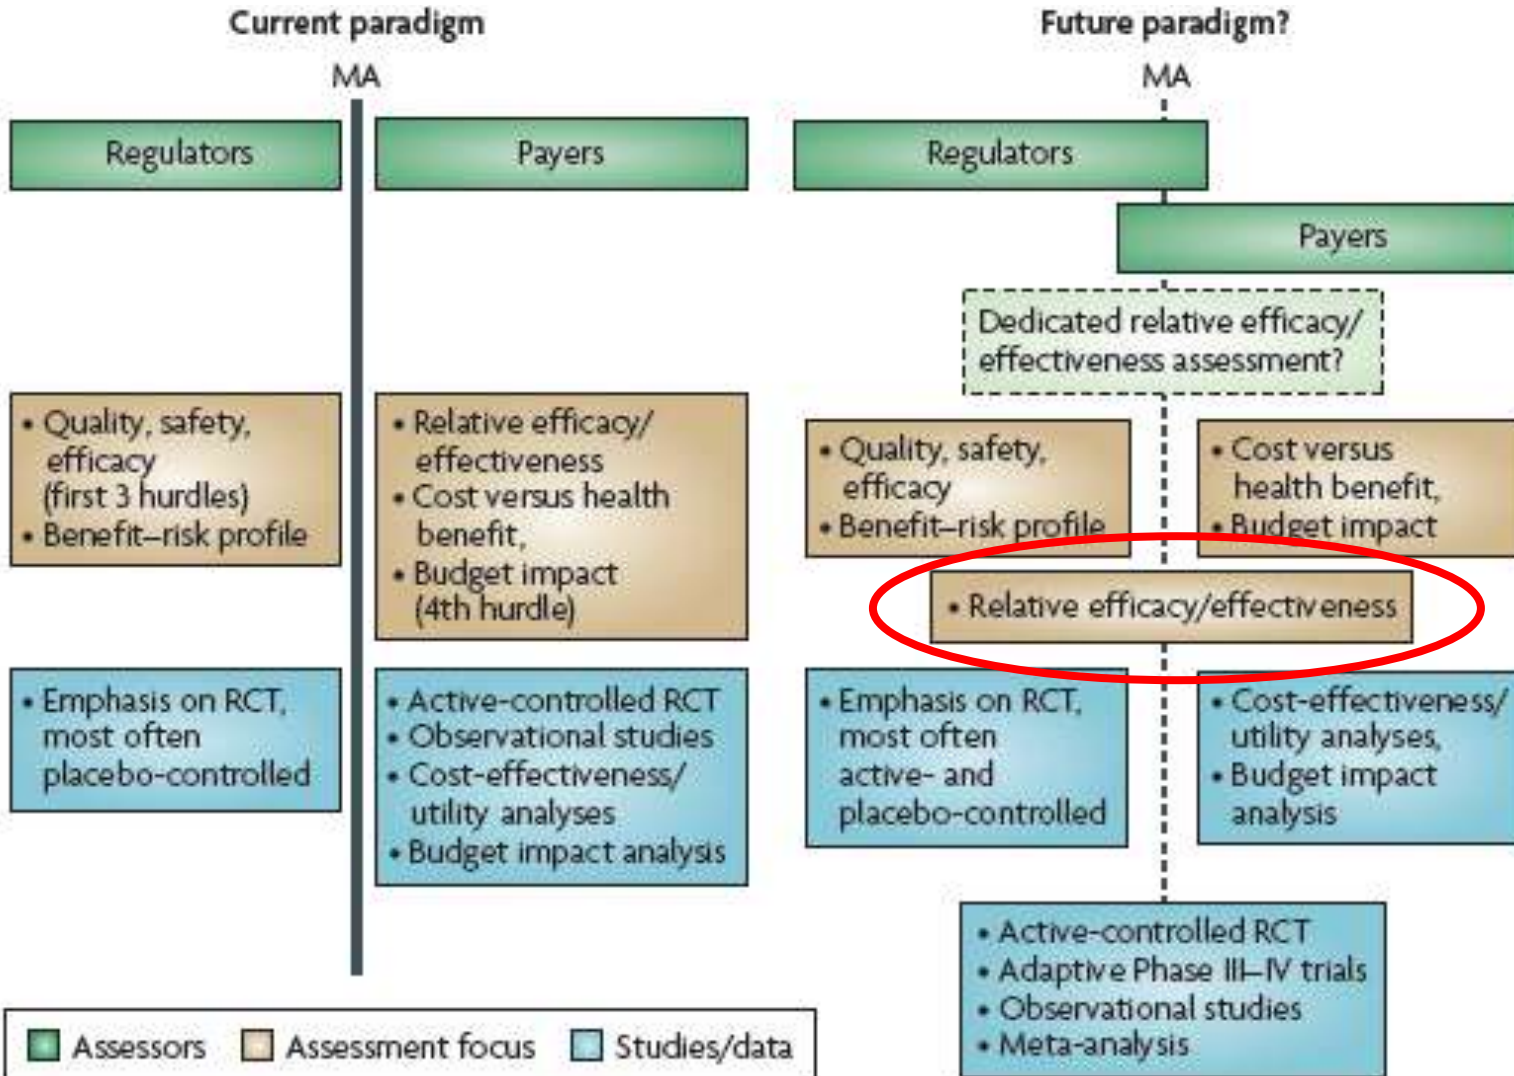 Current paradigm
MA
Regulators
Payers
• Quality, safety,
efficacy
(first 3 hurdles)
• Benefit–risk profile
• Relative efficacy/
effectiveness
• Cost versus health
benefit,
• Budget impact
(4th hurdle)
• Emphasis on RCT,
most often
placebo-controlled
• Active-controlled RCT
• Observational studies
• Cost-effectiveness/
utility analyses
• Budget impact analysis
Future paradigm?
MA
Regulators
Payers
Dedicated relative efficacy/
effectiveness assessment?
• Quality, safety,
efficacy
• Benefit–risk profile
• Cost versus
health benefit,
• Budget impact
• Relative efficacy/effectiveness
• Emphasis on RCT,
most often
active- and
placebo-controlled
• Cost-effectiveness/
utility analyses,
• Budget impact
analysis
• Active-controlled RCT
• Adaptive Phase III–IV trials
• Observational studies
• Meta-analysis
Assessors
Assessment focus
Studies/data